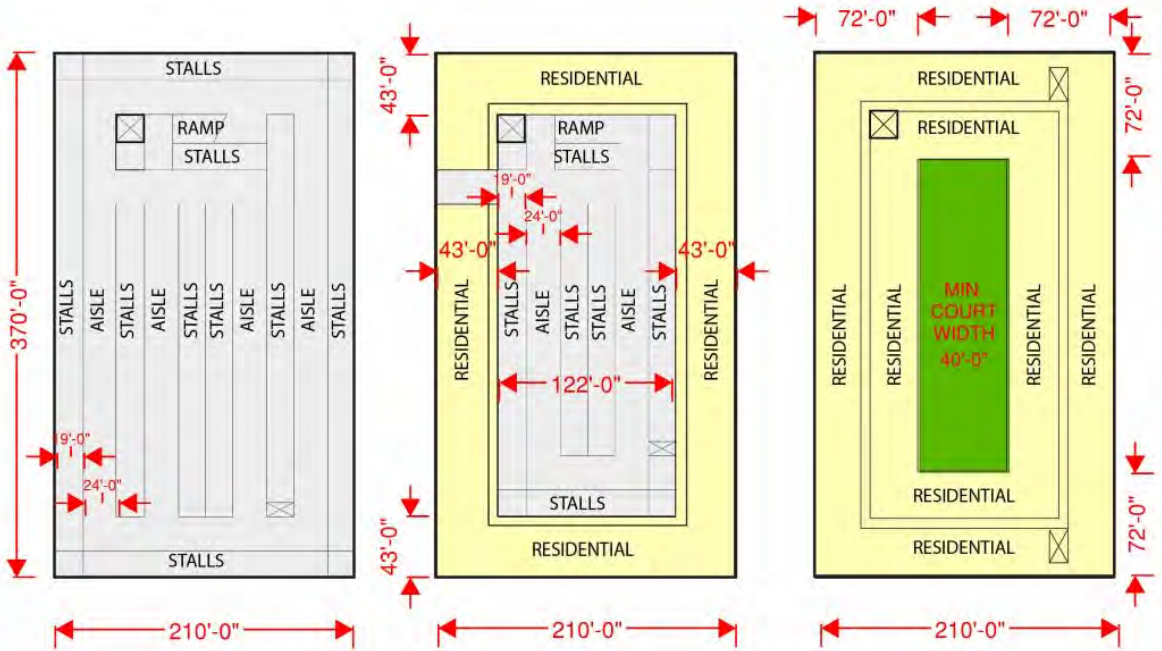 STALLS
RAMP
STALLS
STALLS
AISLE
STALLS
AISLE
STALLS
STALLS
AISLE
STALLS
AISLE
STALLS
370'-0"
19'-0"
24'-0"
STALLS
210'-0"
43'-0"
RESIDENTIAL
RAMP
STALLS
19'-0"
24'-0"
43'-0"
43'-0"
RESIDENTIAL
STALLS
AISLE
STALLS
STALLS
AISLE
STALLS
RESIDENTIAL
122'-0"
STALLS
43'-0"
RESIDENTIAL
210'-0"
72'-0"
72'-0"
RESIDENTIAL
RESIDENTIAL
72'-0"
RESIDENTIAL
RESIDENTIAL
MIN
COURT
WIDTH
40'-0"
RESIDENTIAL
RESIDENTIAL
RESIDENTIAL
72'-0"
RESIDENTIAL
210'-0"